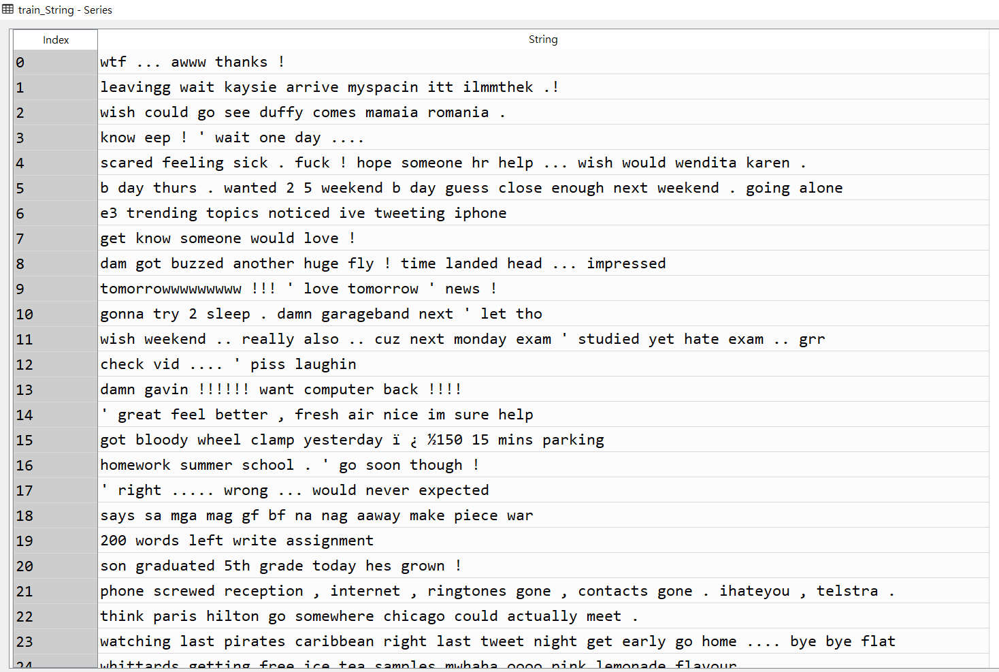 train_String - Series
Index String
0 wtf ... awww thanks !
1 leavingg wait kaysie arrive myspacin itt ilmmthek .!
2 wish could go see duffy comes mamaia romania .
3 know eep ! ' wait one day ....
4 scared feeling sick . fuck ! hope someone hr help ... wish would wendita karen .
5 b day thurs . wanted 2 5 weekend b day guess close enough next weekend . going alone
6 e3 trending topics noticed ive tweeting iphone
7 get know someone would love !
8 dam got buzzed another huge fly ! time landed head ... impressed
9 tomorrowwwwwwwww !!! ' love tomorrow ' news !
10 gonna try 2 sleep . damn garageband next ' let tho
11 wish weekend .. really also .. cuz next monday exam ' studied yet hate exam .. grr
12 check vid .... ' piss laughin
13 damn gavin !!!!!! want computer back !!!!
14 ' great feel better , fresh air nice im sure help
15 got bloody wheel clamp yesterday ï ¿ ½150 15 mins parking
16 homework summer school . ' go soon though !
17 ' right ..... wrong ... would never expected
18 says sa mga mag gf bf na nag aaway make piece war
19 200 words left write assignment
20 son graduated 5th grade today hes grown !
21 phone screwed reception , internet , ringtones gone , contacts gone . ihateyou , telstra .
22 think paris hilton go somewhere chicago could actually meet .
23 watching last pirates caribbean right last tweet night get early go home .... bye bye flat
24 whittards getting free ice tea samples mwhaha oooo pink lemonade flavour